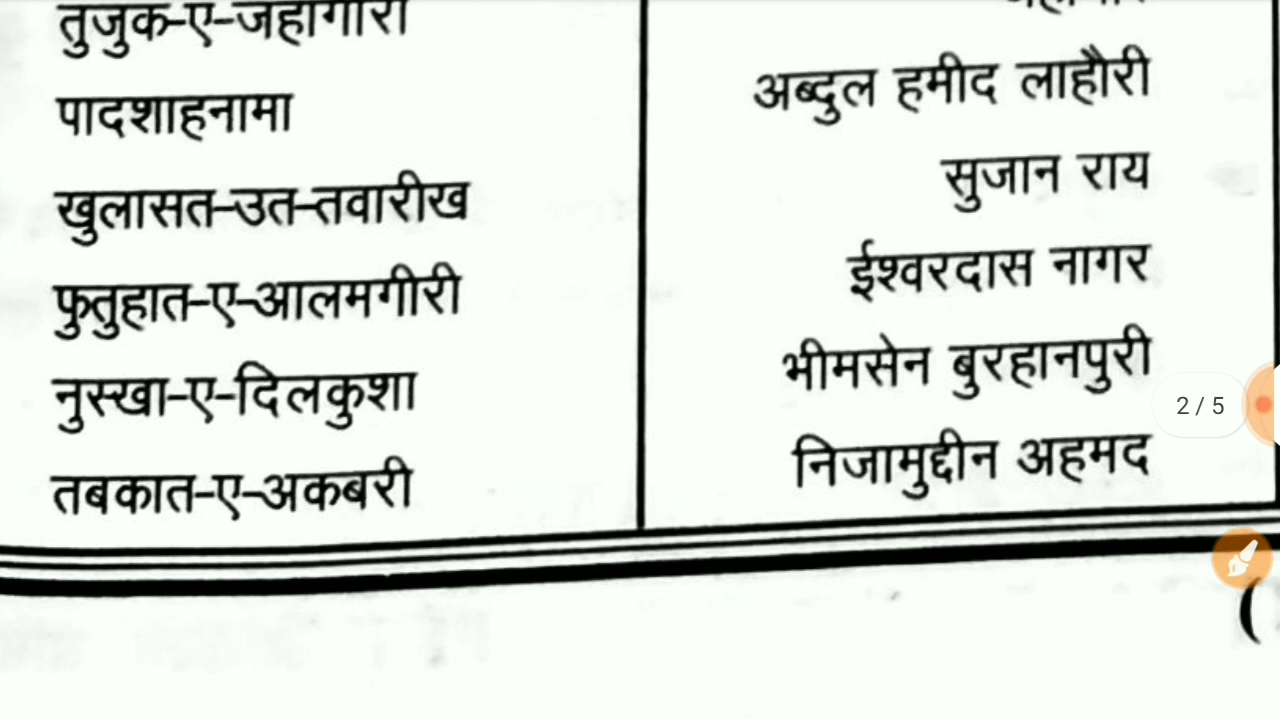 तुजुक-ए-जहाँगीरी
पादशाहनामा अब्दुल हमीद लाहौरी
खुलासत-उत-तवारीख सुजान राय
फुतुहात-ए-आलमगीरी ईश्वरदास नागर
नुस्खा-ए-दिलकुशा भीमसेन बुरहानपुरी
2 / 5
तबकात-ए-अकबरी निजामुद्दीन अहमद
(